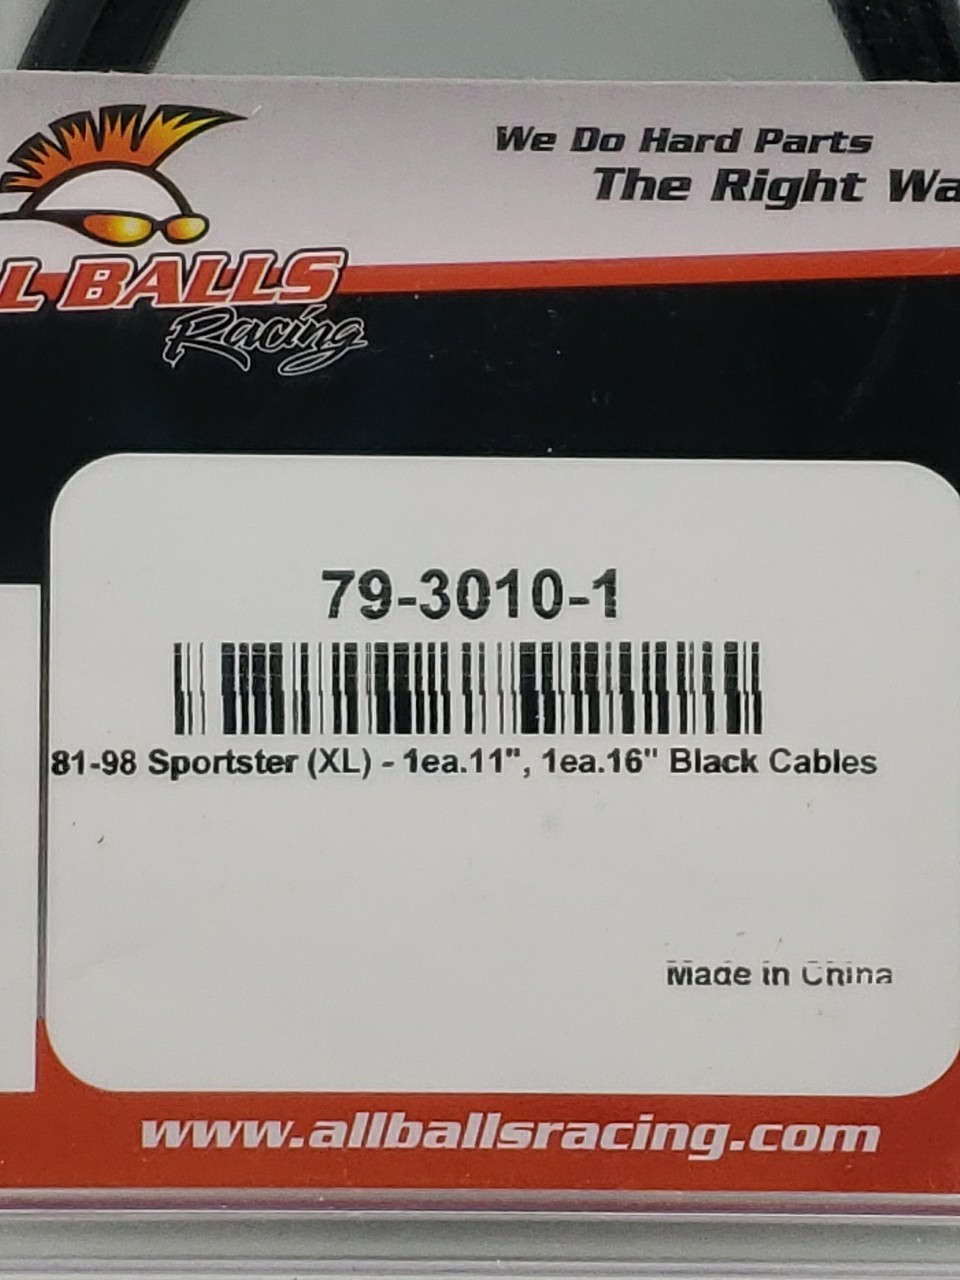 We Do Hard Parts
The Right Wa
L BALLS
Racing
79-3010-1
81-98 Sportster (XL) - 1ea.11", 1ea.16" Black Cables
Made in China
www.allballsracing.com